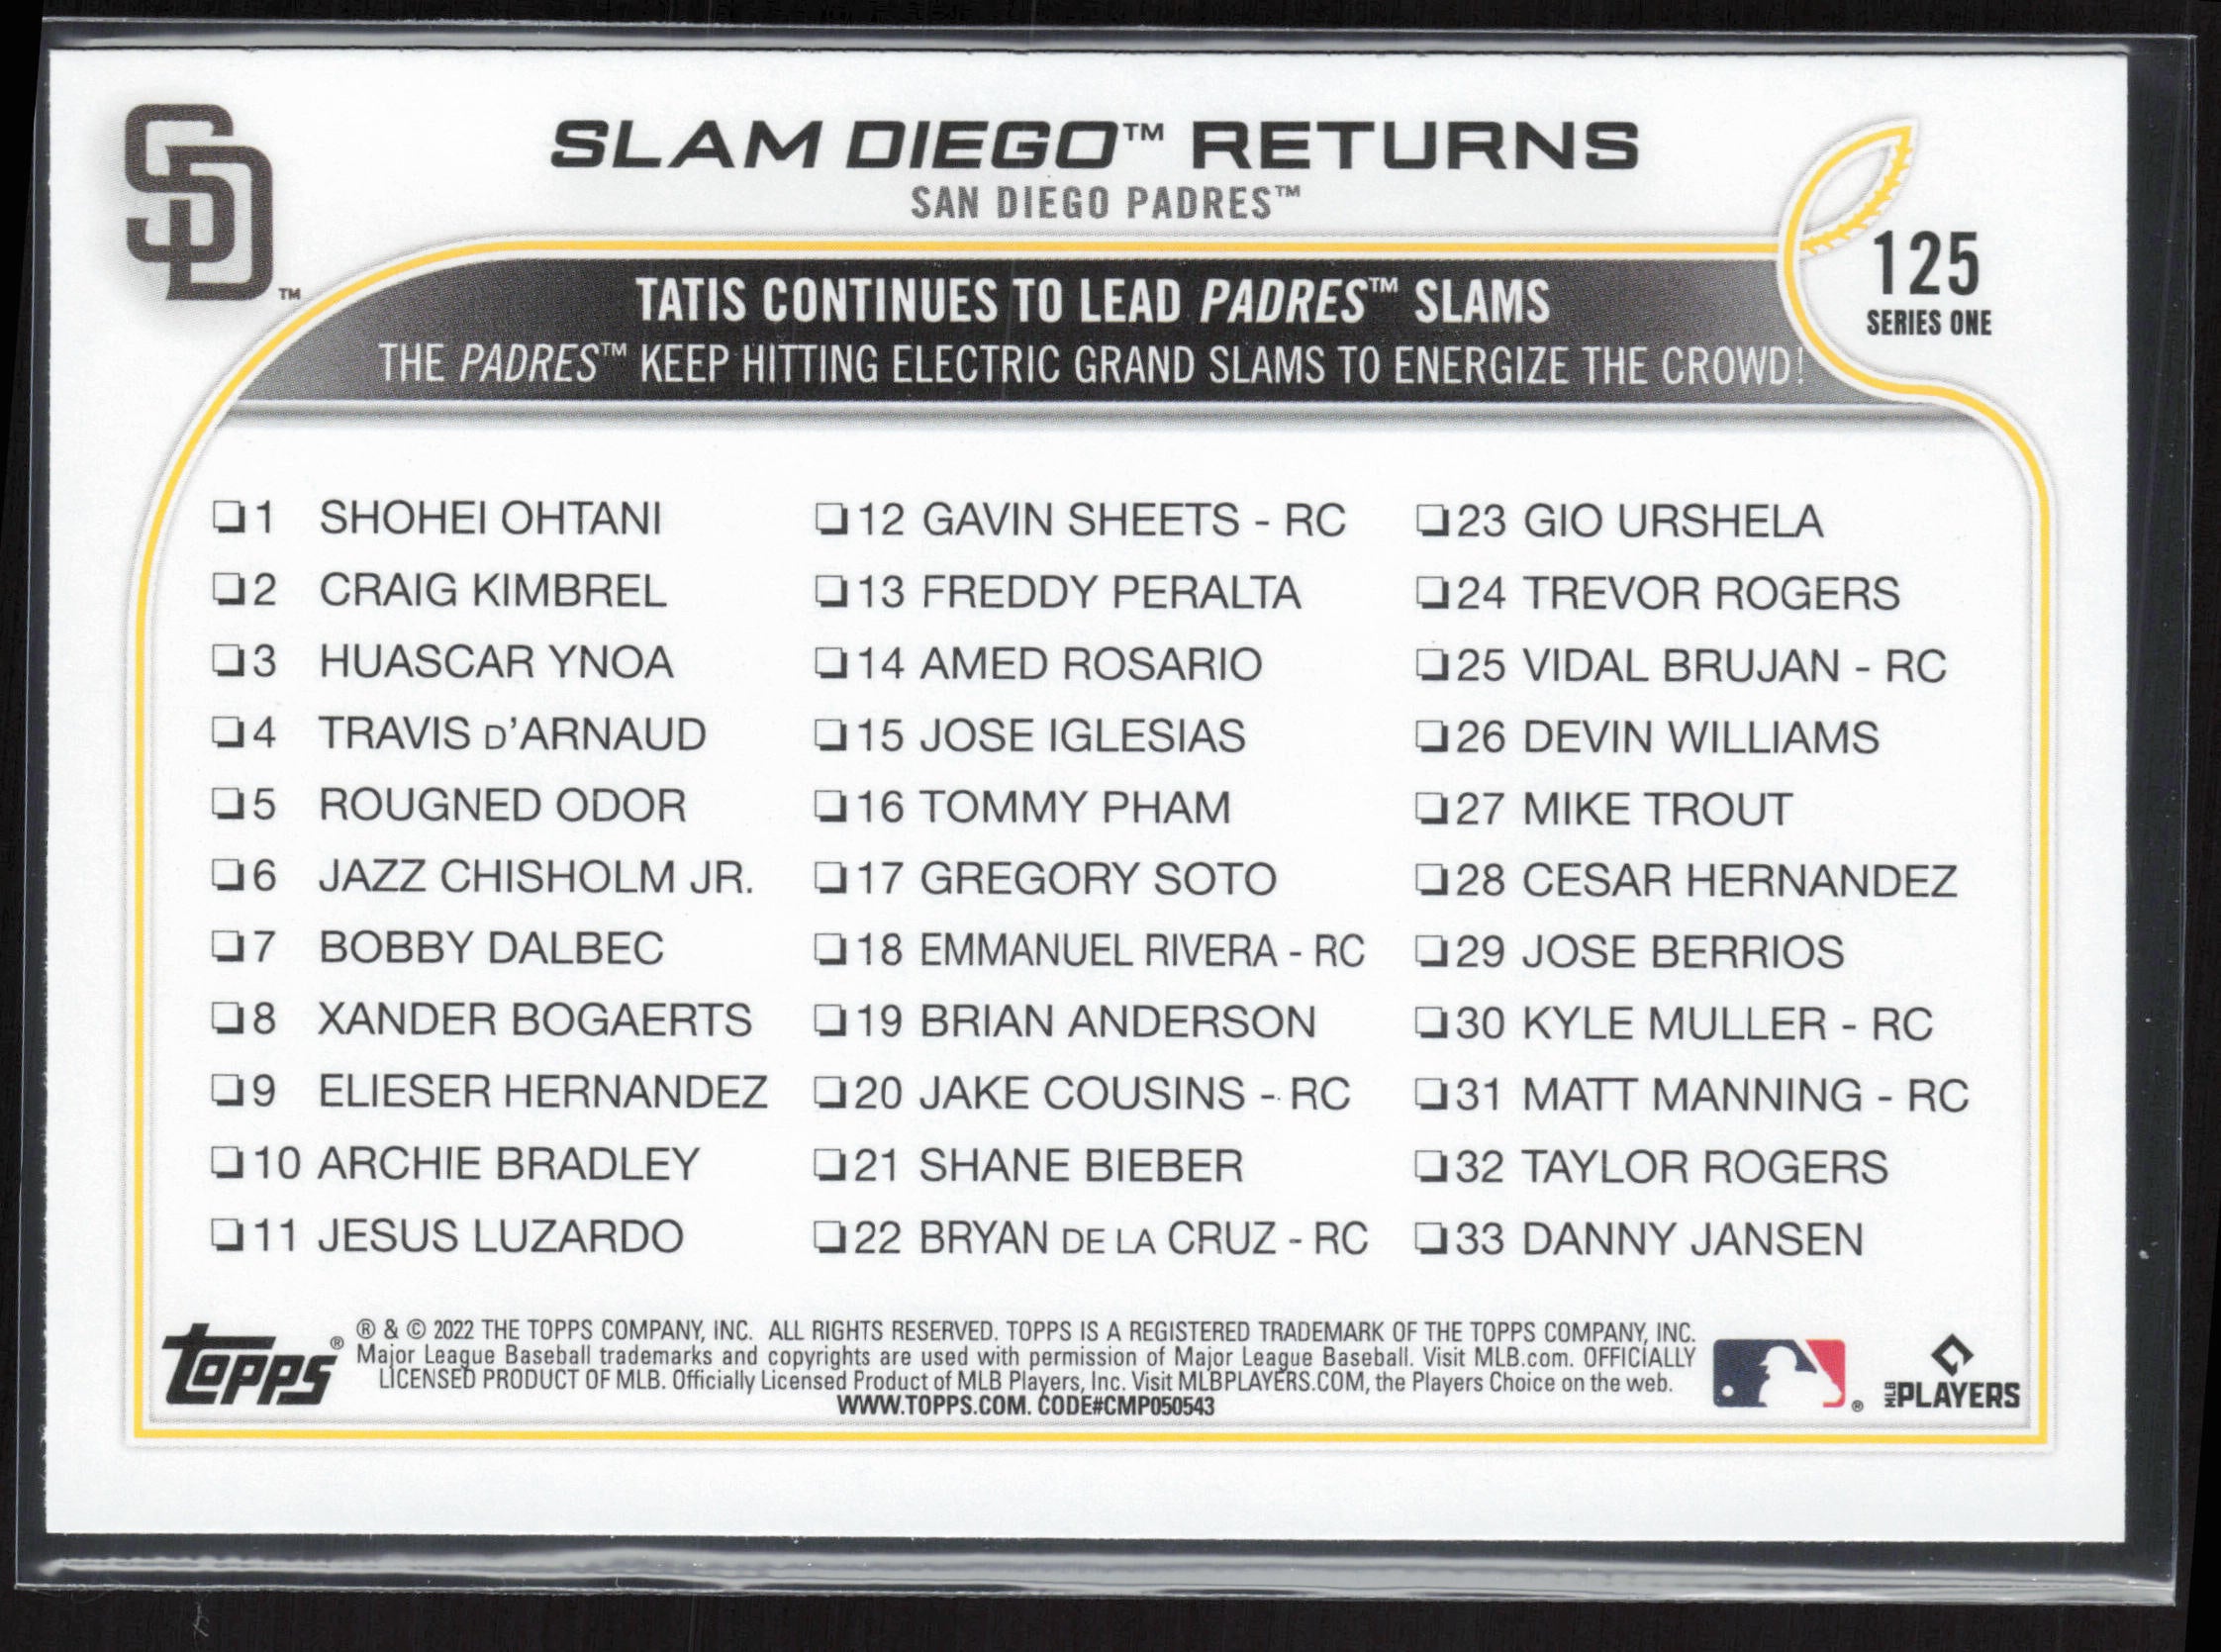 SD™
SLAM DIEGO™ RETURNS
SAN DIEGO PADRES™
125
SERIES ONE
TATIS CONTINUES TO LEAD PADRES™ SLAMS
THE PADRES™ KEEP HITTING ELECTRIC GRAND SLAMS TO ENERGIZE THE CROWD!
❏1 SHOHEI OHTANI
❏2 CRAIG KIMBREL
❏3 HUASCAR YNOA
❏4 TRAVIS D'ARNAUD
❏5 ROUGNED ODOR
❏6 JAZZ CHISHOLM JR.
❏7 BOBBY DALBEC
❏8 XANDER BOGAERTS
❏9 ELIESER HERNANDEZ
❏10 ARCHIE BRADLEY
❏11 JESUS LUZARDO
❏12 GAVIN SHEETS - RC
❏13 FREDDY PERALTA
❏14 AMED ROSARIO
❏15 JOSE IGLESIAS
❏16 TOMMY PHAM
❏17 GREGORY SOTO
❏18 EMMANUEL RIVERA - RC
❏19 BRIAN ANDERSON
❏20 JAKE COUSINS - RC
❏21 SHANE BIEBER
❏22 BRYAN DE LA CRUZ - RC
❏23 GIO URSHELA
❏24 TREVOR ROGERS
❏25 VIDAL BRUJAN - RC
❏26 DEVIN WILLIAMS
❏27 MIKE TROUT
❏28 CESAR HERNANDEZ
❏29 JOSE BERRIOS
❏30 KYLE MULLER - RC
❏31 MATT MANNING - RC
❏32 TAYLOR ROGERS
❏33 DANNY JANSEN
topps®
® & © 2022 THE TOPPS COMPANY, INC. ALL RIGHTS RESERVED. TOPPS IS A REGISTERED TRADEMARK OF THE TOPPS COMPANY, INC.
Major League Baseball trademarks and copyrights are used with permission of Major League Baseball. Visit MLB.com. OFFICIALLY
LICENSED PRODUCT OF MLB. Officially Licensed Product of MLB Players, Inc. Visit MLBPLAYERS.COM, the Players Choice on the web.
WWW.TOPPS.COM. CODE#CMP050543
®
MLB PLAYERS